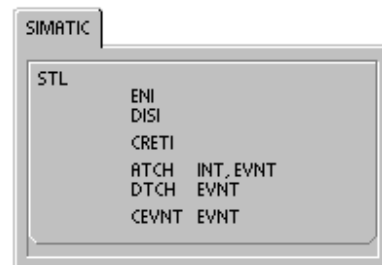 SIMATIC
STL
ENI
DISI
CRETI
ATCH INT, EVNT
DTCH EVNT
CEVNT EVNT